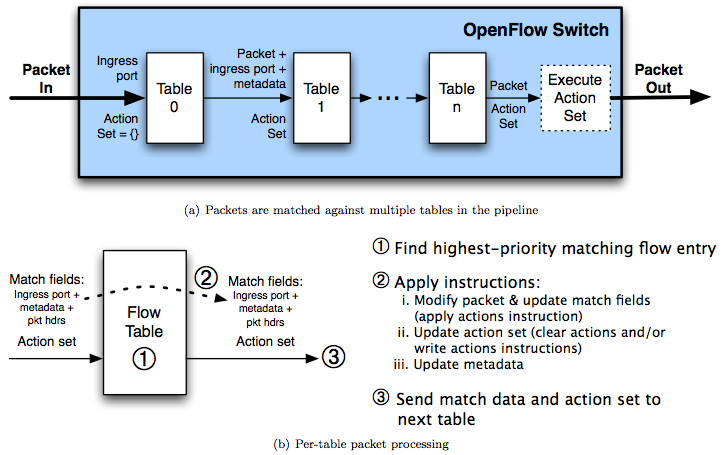 OpenFlow Switch
Packet
In
Ingress
port
Action
Set = {}
Table
0
Packet +
ingress port +
metadata
Action
Set
Table
1
...
Table
n
Packet
Action
Set
Execute
Action
Set
Packet
Out
(a) Packets are matched against multiple tables in the pipeline
Match fields:
Ingress port +
metadata +
pkt hdrs
Action set
Flow
Table
①
②
Match fields:
Ingress port +
metadata +
pkt hdrs
Action set
③
① Find highest-priority matching flow entry
② Apply instructions:
i. Modify packet & update match fields
(apply actions instruction)
ii. Update action set (clear actions and/or
write actions instructions)
iii. Update metadata
③ Send match data and action set to
next table
(b) Per-table packet processing